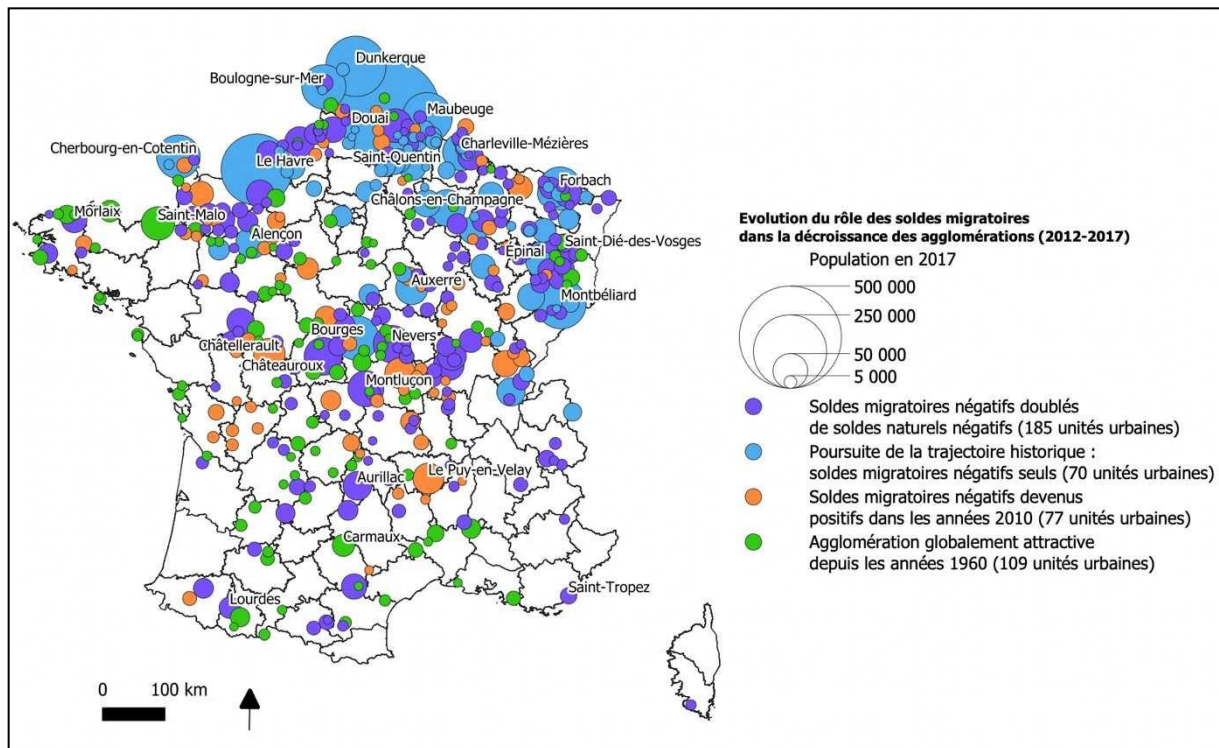 Dunkerque
Boulogne-sur-Mer
Maubeuge
Douai
Cherbourg-en-Cotentin
Charleville-Mézières
Le Havre
Saint-Quentin
Forbach
Châlons-en-Champagne
Morlaix
Saint-Malo
Alençon
Saint-Dié-des-Vosges
Epinal
Auxerre
Montbéliard
Bourges
Nevers
Châtellerault
Châteauroux
Montluçon
Le Puy-en-Velay
Aurillac
Carmaux
Saint-Tropez
Lourdes
0 100 km
Evolution du rôle des soldes migratoires
dans la décroissance des agglomérations (2012-2017)
Population en 2017
500 000
250 000
50 000
5 000
Soldes migratoires négatifs doublés
de soldes naturels négatifs (185 unités urbaines)
Poursuite de la trajectoire historique :
soldes migratoires négatifs seuls (70 unités urbaines)
Soldes migratoires négatifs devenus
positifs dans les années 2010 (77 unités urbaines)
Agglomération globalement attractive
depuis les années 1960 (109 unités urbaines)